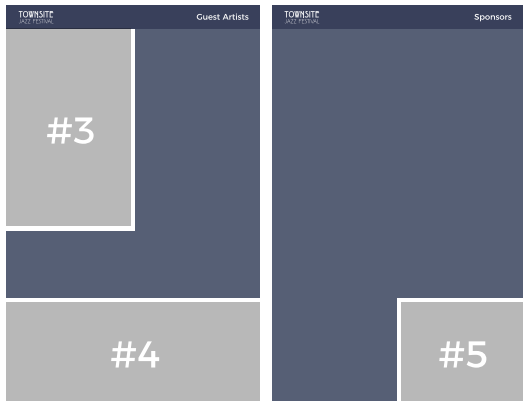 TOWNSITE
JAZZ FESTIVAL
Guest Artists
#3
#4
TOWNSITE
JAZZ FESTIVAL
Sponsors
#5